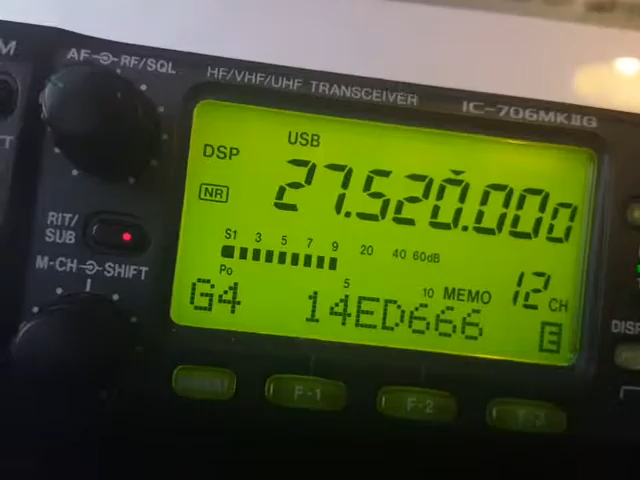 AF RF/SQL
HF/VHF/UHF TRANSCEIVER IC-706MKIIG
USB
DSP
27.520.000
NR
RIT/
SUB
S1 3 5 7 9 20 40 60dB
M-CH SHIFT
Po 5 10 MEMO 12 CH
G4 14ED666 E
F-1 F-2